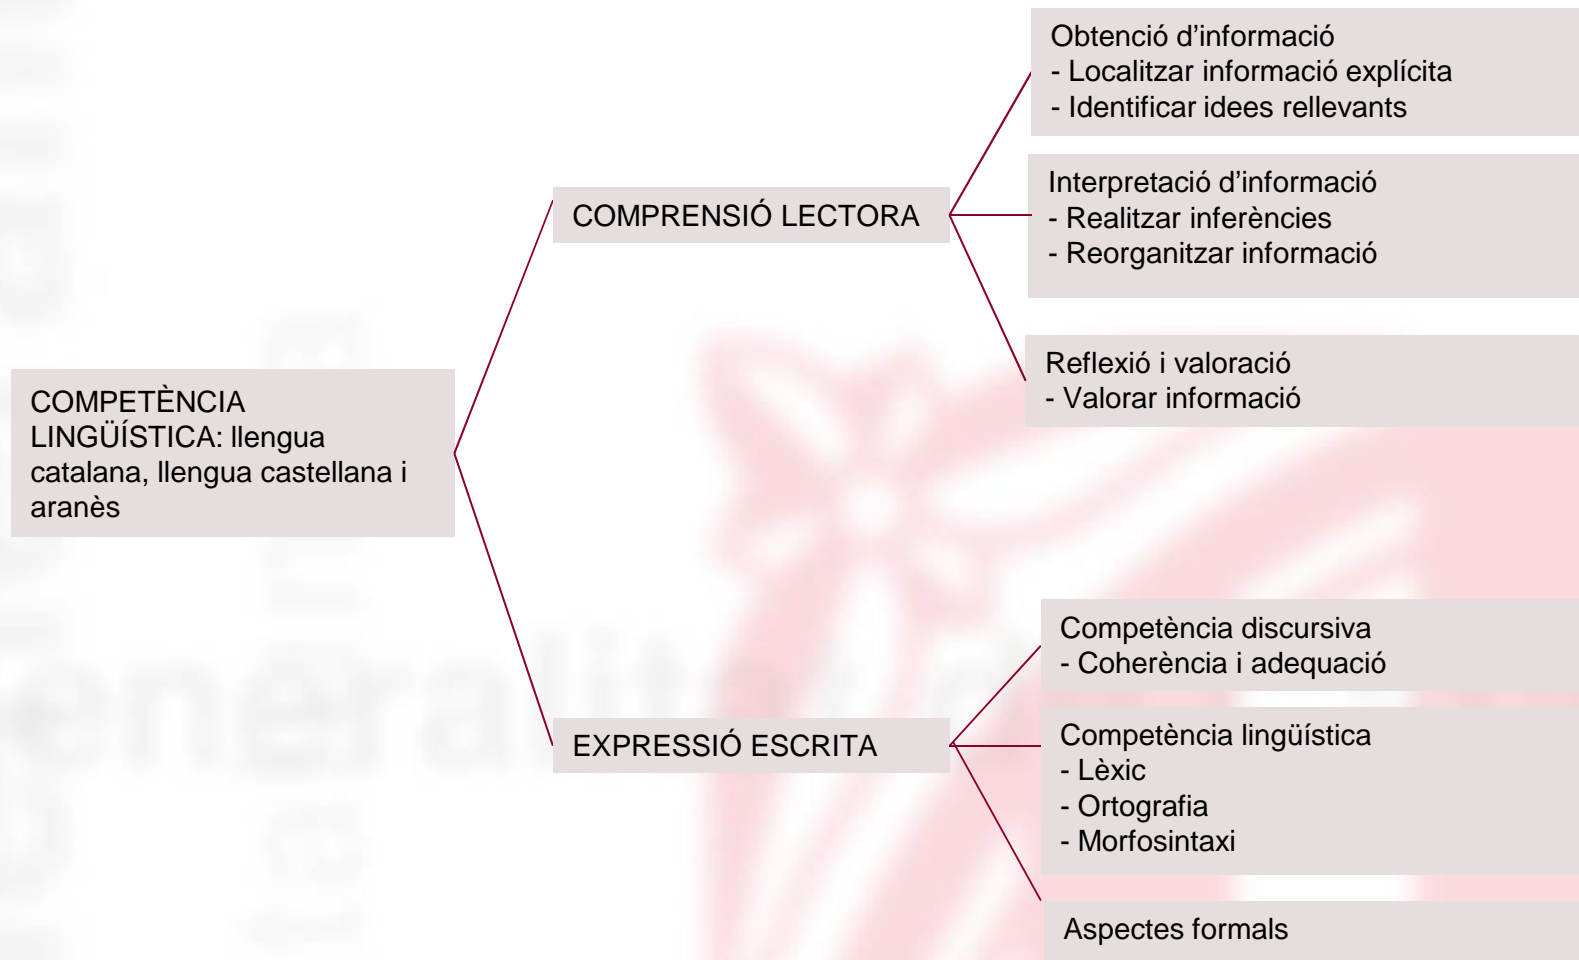 COMPETÈNCIA
LINGÜÍSTICA: llengua
catalana, llengua castellana i
aranès
COMPRENSIÓ LECTORA
Obtenció d’informació
- Localitzar informació explícita
- Identificar idees rellevants
Interpretació d’informació
- Realitzar inferències
- Reorganitzar informació
Reflexió i valoració
- Valorar informació
EXPRESSIÓ ESCRITA
Competència discursiva
- Coherència i adequació
Competència lingüística
- Lèxic
- Ortografia
- Morfosintaxi
Aspectes formals